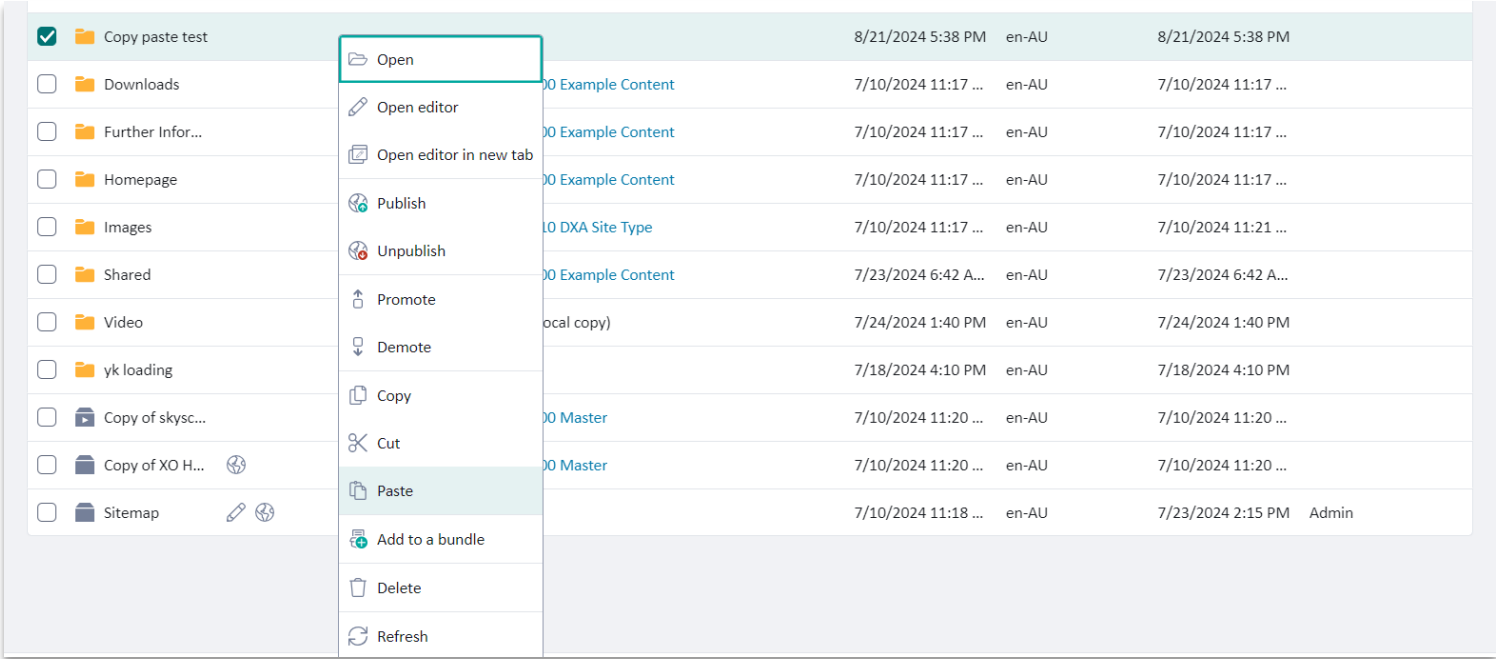 Copy paste test 8/21/2024 5:38 PM en-AU 8/21/2024 5:38 PM
Open
Downloads 00 Example Content 7/10/2024 11:17 ... en-AU 7/10/2024 11:17 ...
Open editor
Further Infor... 00 Example Content 7/10/2024 11:17 ... en-AU 7/10/2024 11:17 ...
Open editor in new tab
Homepage 00 Example Content 7/10/2024 11:17 ... en-AU 7/10/2024 11:17 ...
Publish
Images 10 DXA Site Type 7/10/2024 11:17 ... en-AU 7/10/2024 11:21 ...
Unpublish
Shared 00 Example Content 7/23/2024 6:42 A... en-AU 7/23/2024 6:42 A...
Promote
Video ocal copy) 7/24/2024 1:40 PM en-AU 7/24/2024 1:40 PM
Demote
yk loading 7/18/2024 4:10 PM en-AU 7/18/2024 4:10 PM
Copy
Copy of skysc... 00 Master 7/10/2024 11:20 ... en-AU 7/10/2024 11:20 ...
Cut
Copy of XO H... 00 Master 7/10/2024 11:20 ... en-AU 7/10/2024 11:20 ...
Paste
Sitemap 7/10/2024 11:18 ... en-AU 7/23/2024 2:15 PM Admin
Add to a bundle
Delete
Refresh